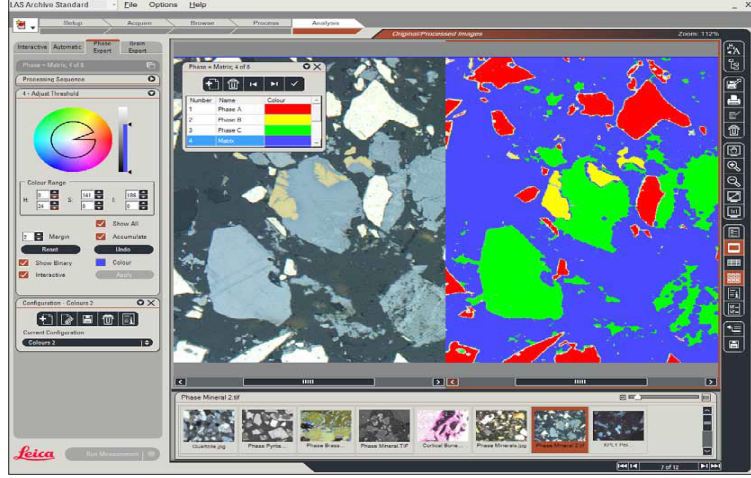 LAS Archive Standard File Options Help
Setup Acquire Browse Process Analysis
Original/Processed Images Zoom: 112%
Interactive Automatic Phase Expert Grain Expert
Phase = Matrix, 4 of 6
Processing Sequence
4 - Adjust Threshold
Colour Range
H: S: I:
Show All
Margin Accumulate
Reset Undo
Show Binary Colour
Interactive Apply
Configuration - Colours 2
Current Configuration
Colours 2
Phase = Matrix, 4 of 6
Number Name Colour
1 Phase A
2 Phase B
3 Phase C
4 Matrix
1:1
Phase Mineral 2.tif
Quartzite.jpg Phase Pyrite... Phase Brass... Phase Mineral.TIF Cortical Bone... Phase Minerals.jpg Phase Mineral 2.tif
Leica Run Measurement
7 of 12